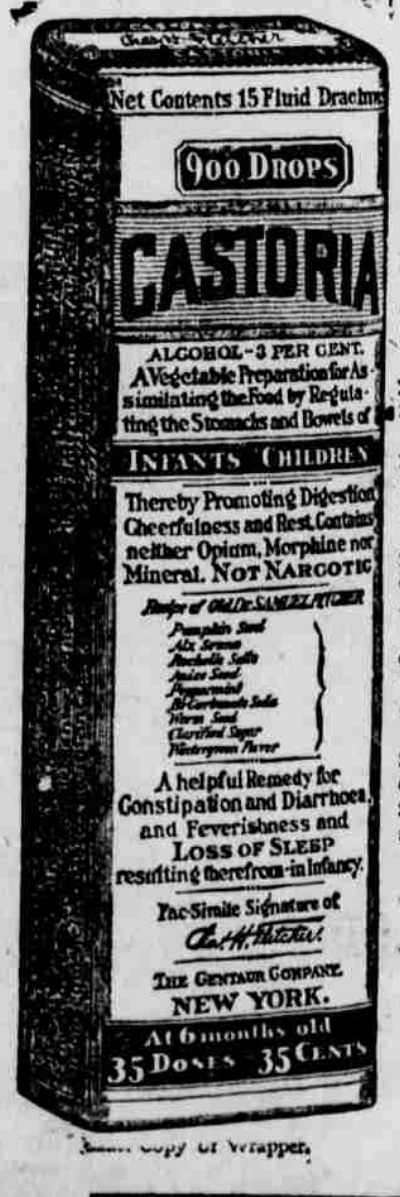 Chas. H. Fletcher
Net Contents 15 Fluid Drachms
900 DROPS
CASTORIA
ALCOHOL-3 PER CENT.
A Vegetable Preparation for As-
similating the Food by Regula-
ting the Stomachs and Bowels of
INFANTS CHILDREN
Thereby Promoting Digestion
Cheerfulness and Rest. Contains
neither Opium, Morphine nor
Mineral. NOT NARCOTIC
Recipe of Old Dr. SAMUEL PITCHER
Pumpkin Seed
Alx Senna
Rochelle Salts
Anise Seed
Peppermint
Bi Carbonate Soda
Worm Seed
Clarified Sugar
Wintergreen Flavor
A helpful Remedy for
Constipation and Diarrhoea,
and Feverishness and
LOSS OF SLEEP
resulting therefrom-in Infancy.
Fac-Simile Signature of
Chas. H. Fletcher.
THE CENTAUR COMPANY.
NEW YORK.
At 6 months old
35 DOSES 35 CENTS
Copy of Wrapper.